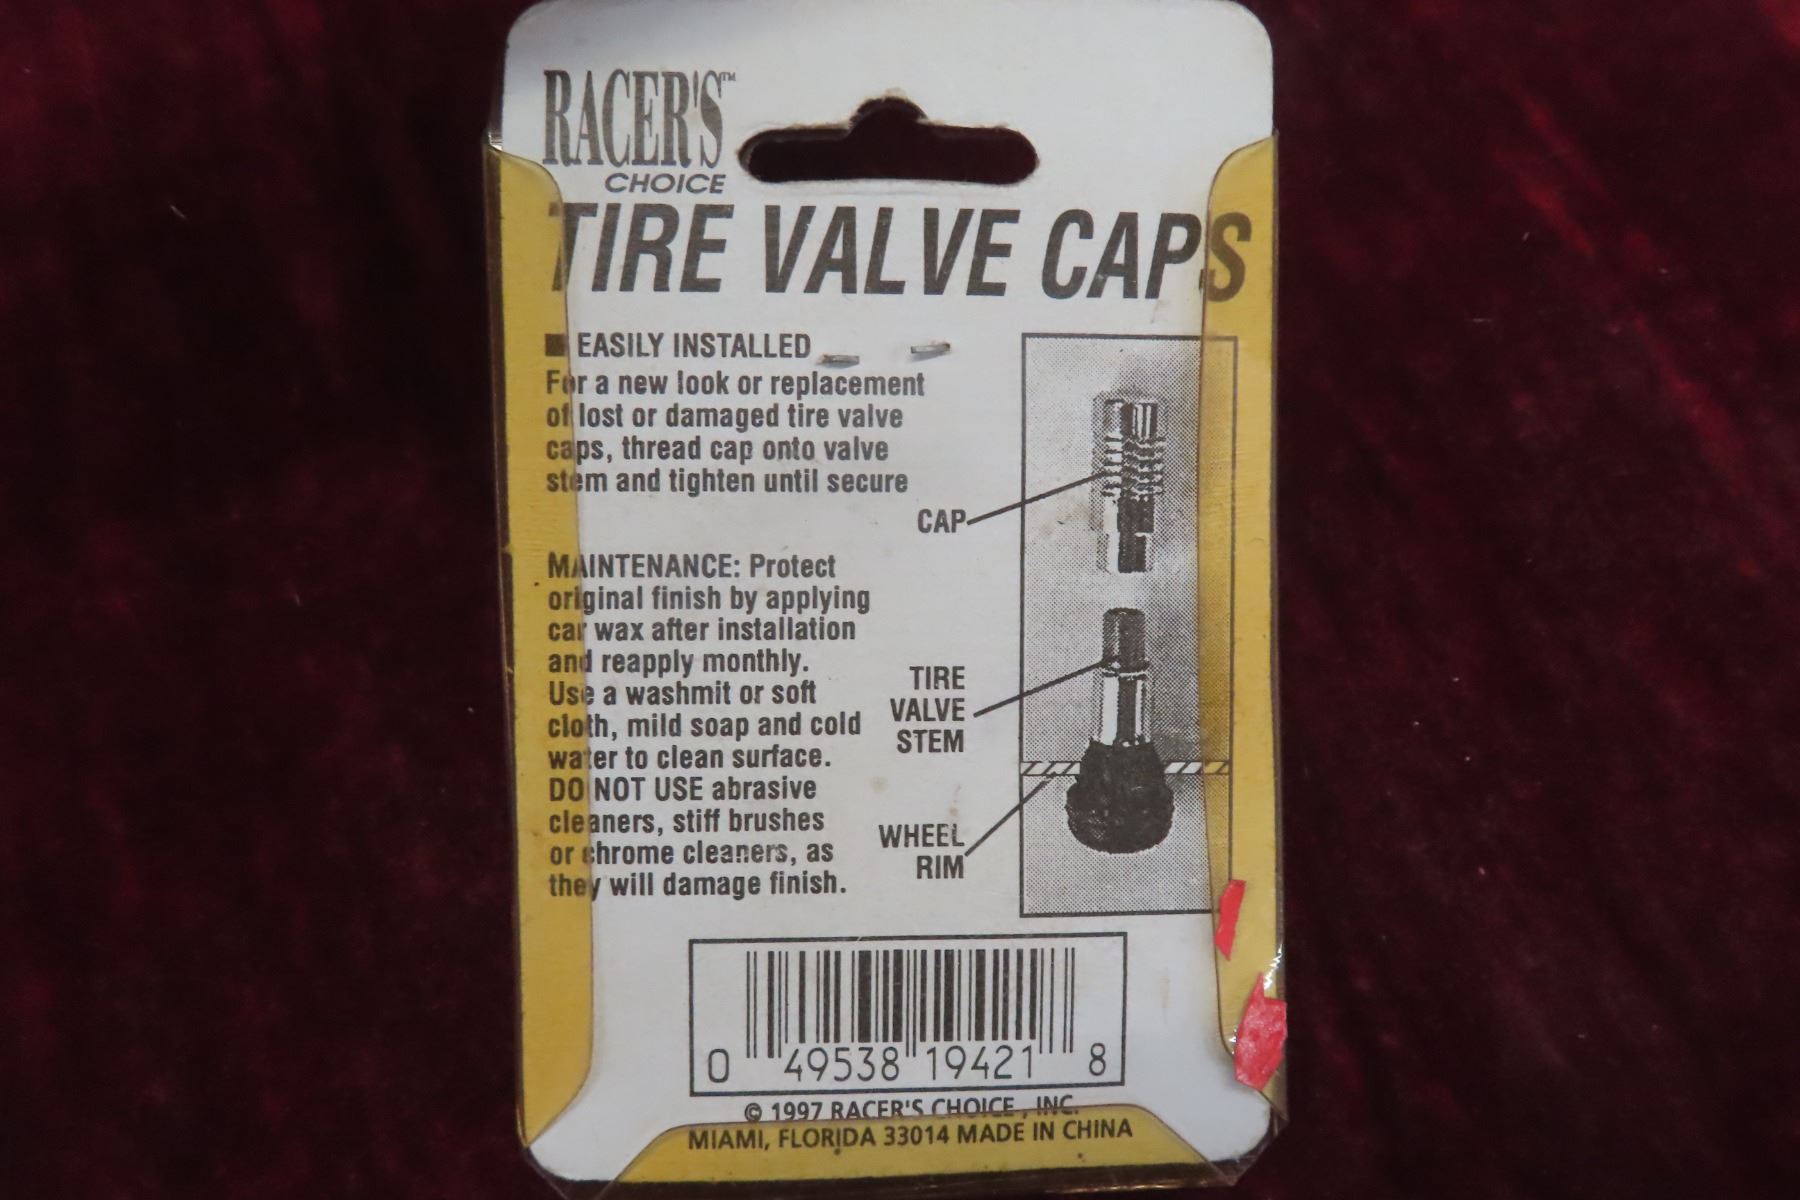 RACER'S™
CHOICE
TIRE VALVE CAPS
■ EASILY INSTALLED
For a new look or replacement
of lost or damaged tire valve
caps, thread cap onto valve
stem and tighten until secure
CAP
MAINTENANCE: Protect
original finish by applying
car wax after installation
and reapply monthly.
Use a washmit or soft
cloth, mild soap and cold
water to clean surface.
DO NOT USE abrasive
cleaners, stiff brushes
or chrome cleaners, as
they will damage finish.
TIRE
VALVE
STEM
WHEEL
RIM
0 49538 19421 8
© 1997 RACER'S CHOICE , INC.
MIAMI, FLORIDA 33014 MADE IN CHINA